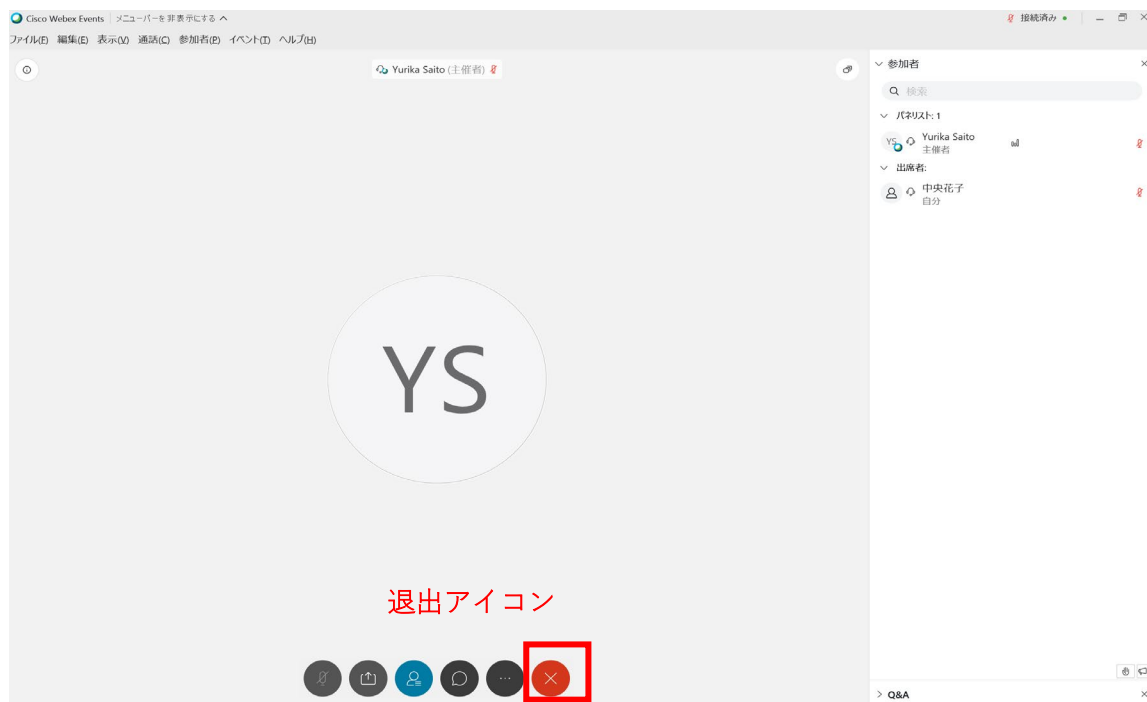 Cisco Webex Events メニューバーを非表示にする
接続済み
ファイル(F) 編集(E) 表示(V) 通話(C) 参加者(P) イベント(T) ヘルプ(H)
Yurika Saito (主催者)
参加者
検索
パネリスト: 1
YS
Yurika Saito
主催者
出席者:
中央花子
自分
YS
退出アイコン
Q&A